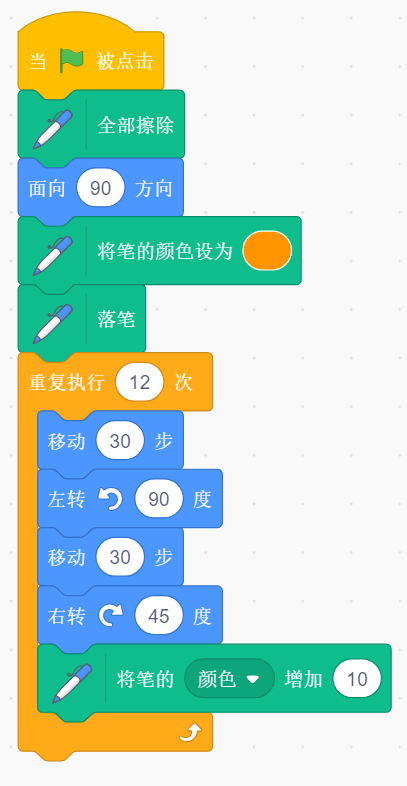 当 被点击
全部擦除
面向 90 方向
将笔的颜色设为
落笔
重复执行 12 次
移动 30 步
左转 90 度
移动 30 步
右转 45 度
将笔的 颜色 增加 10